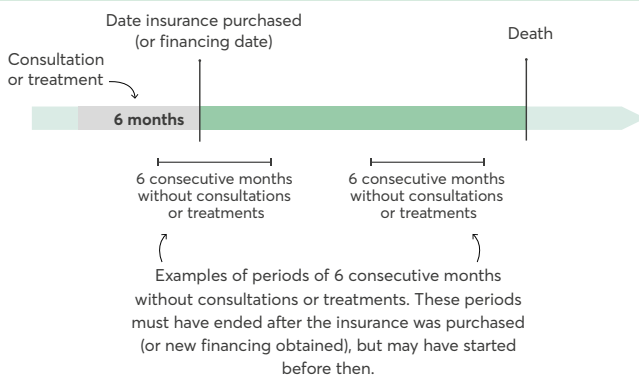 Date insurance purchased
(or financing date)
Death
Consultation
or treatment
6 months
6 consecutive months
without consultations
or treatments
6 consecutive months
without consultations
or treatments
Examples of periods of 6 consecutive months
without consultations or treatments. These periods
must have ended after the insurance was purchased
(or new financing obtained), but may have started
before then.